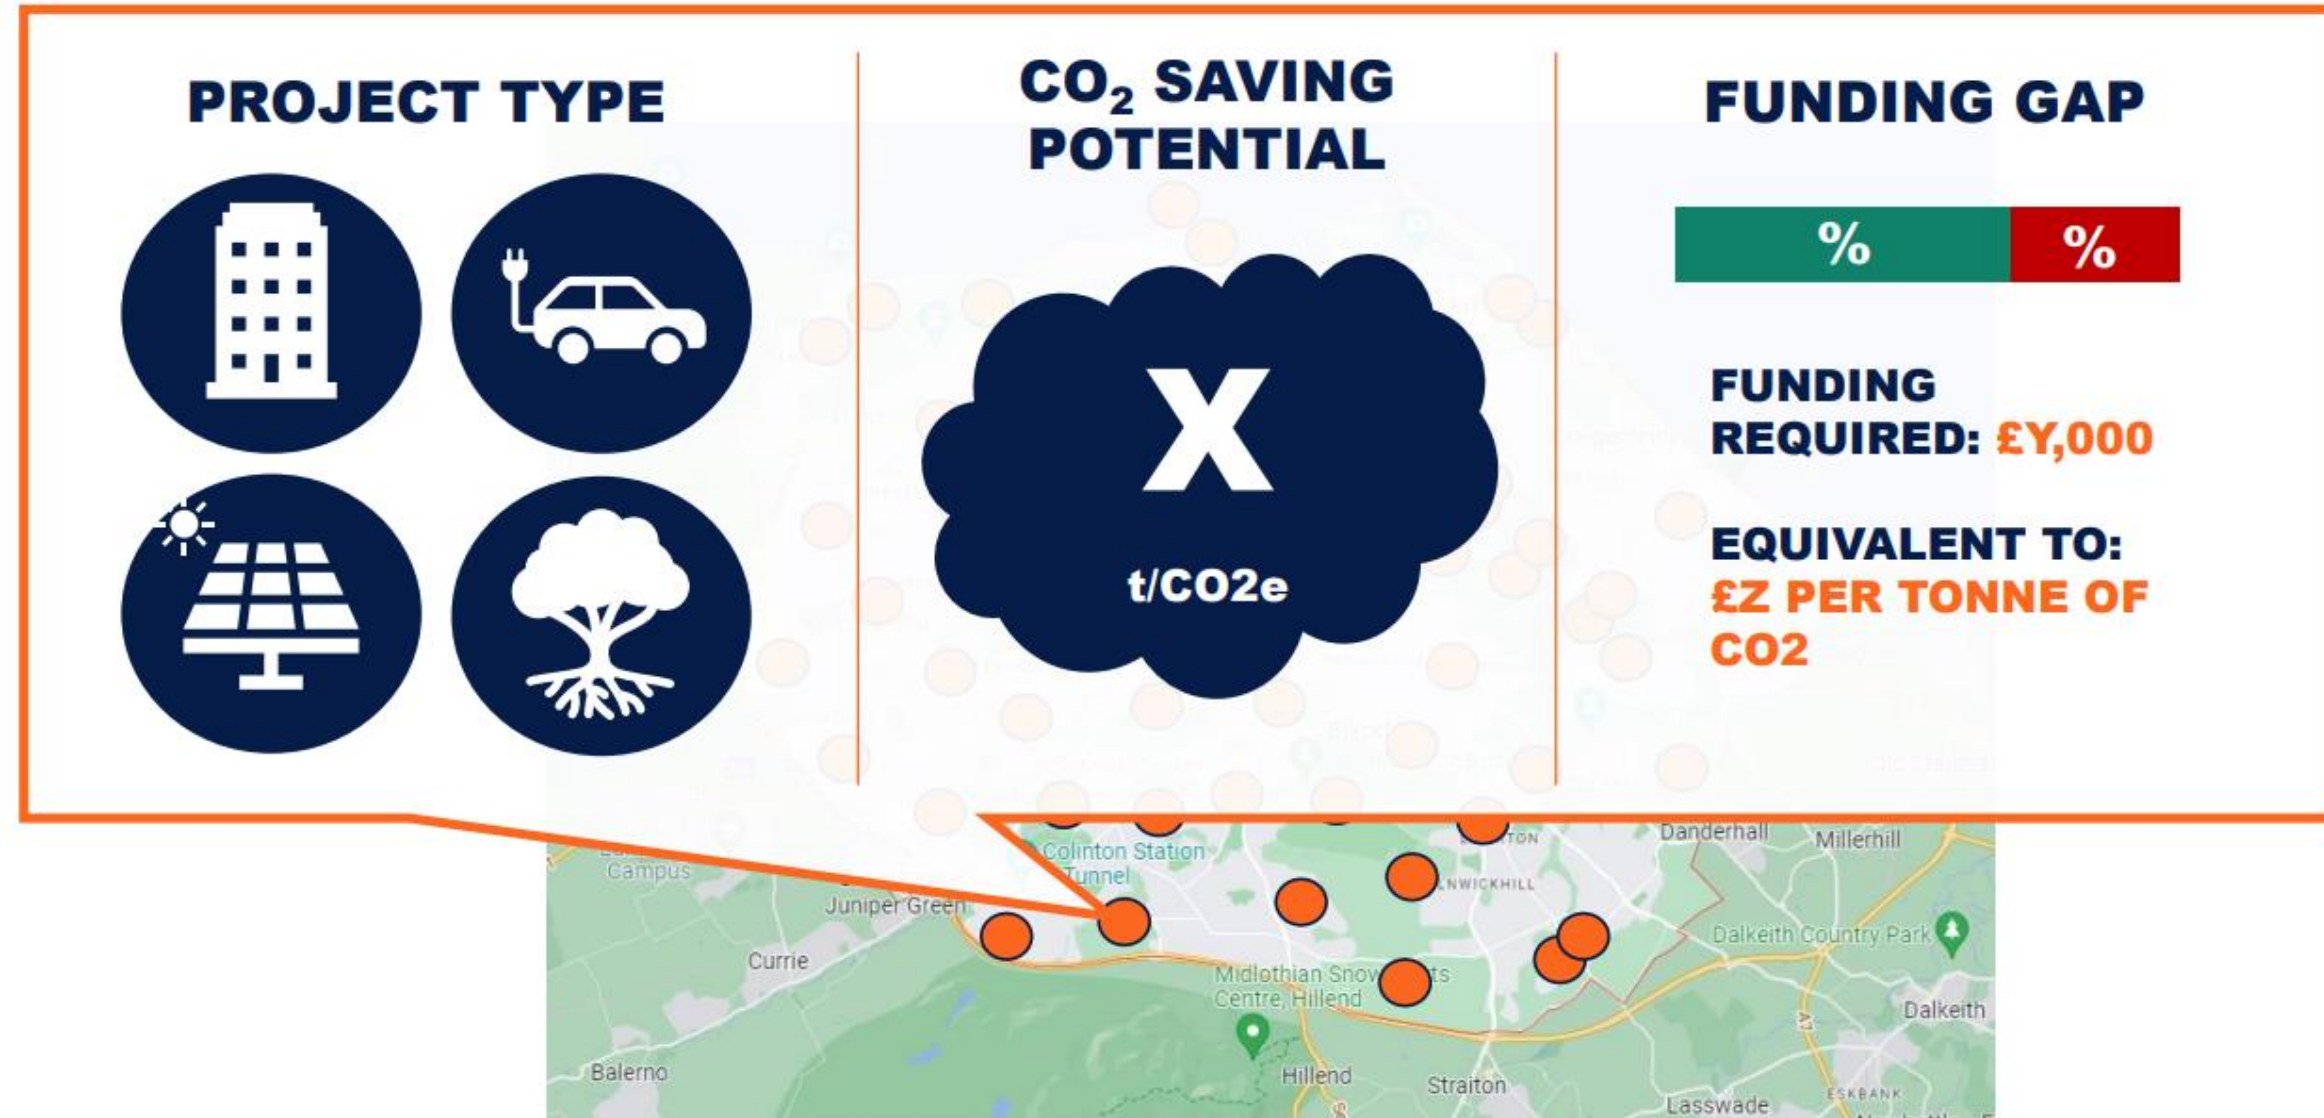 PROJECT TYPE
CO₂ SAVING
POTENTIAL
X
t/CO2e
FUNDING GAP
% %
FUNDING
REQUIRED: £Y,000
EQUIVALENT TO:
£Z PER TONNE OF
CO2
Campus
Colinton Station
Tunnel
Juniper Green
Currie
Balerno
Midlothian Snow
Centre, Hillend
Hillend
Straiton
Danderhall
Millerhill
Dalkeith Country Park
A7
Dalkeith
ESKBANK
Lasswade